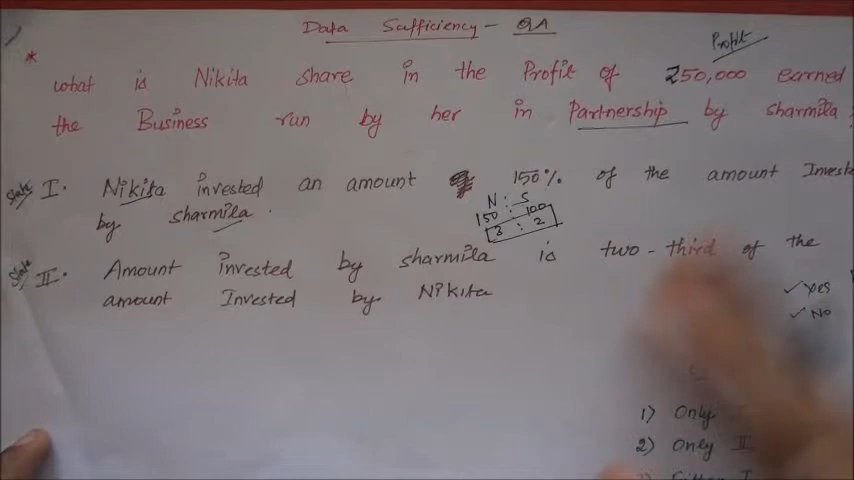 Data Sufficiency - QA
Profit
* what is Nikita share in the Profit of 250,000 earned
the Business run by her in Partnership by sharmila ?
State I. Nikita invested an amount 150% of the amount Investe
by sharmila.
N : S
150 : 100
3 : 2
State II. Amount invested by sharmila is two-third of the
amount Invested by Nikita
✓ Yes
✓ No
1) Only I
2) Only II